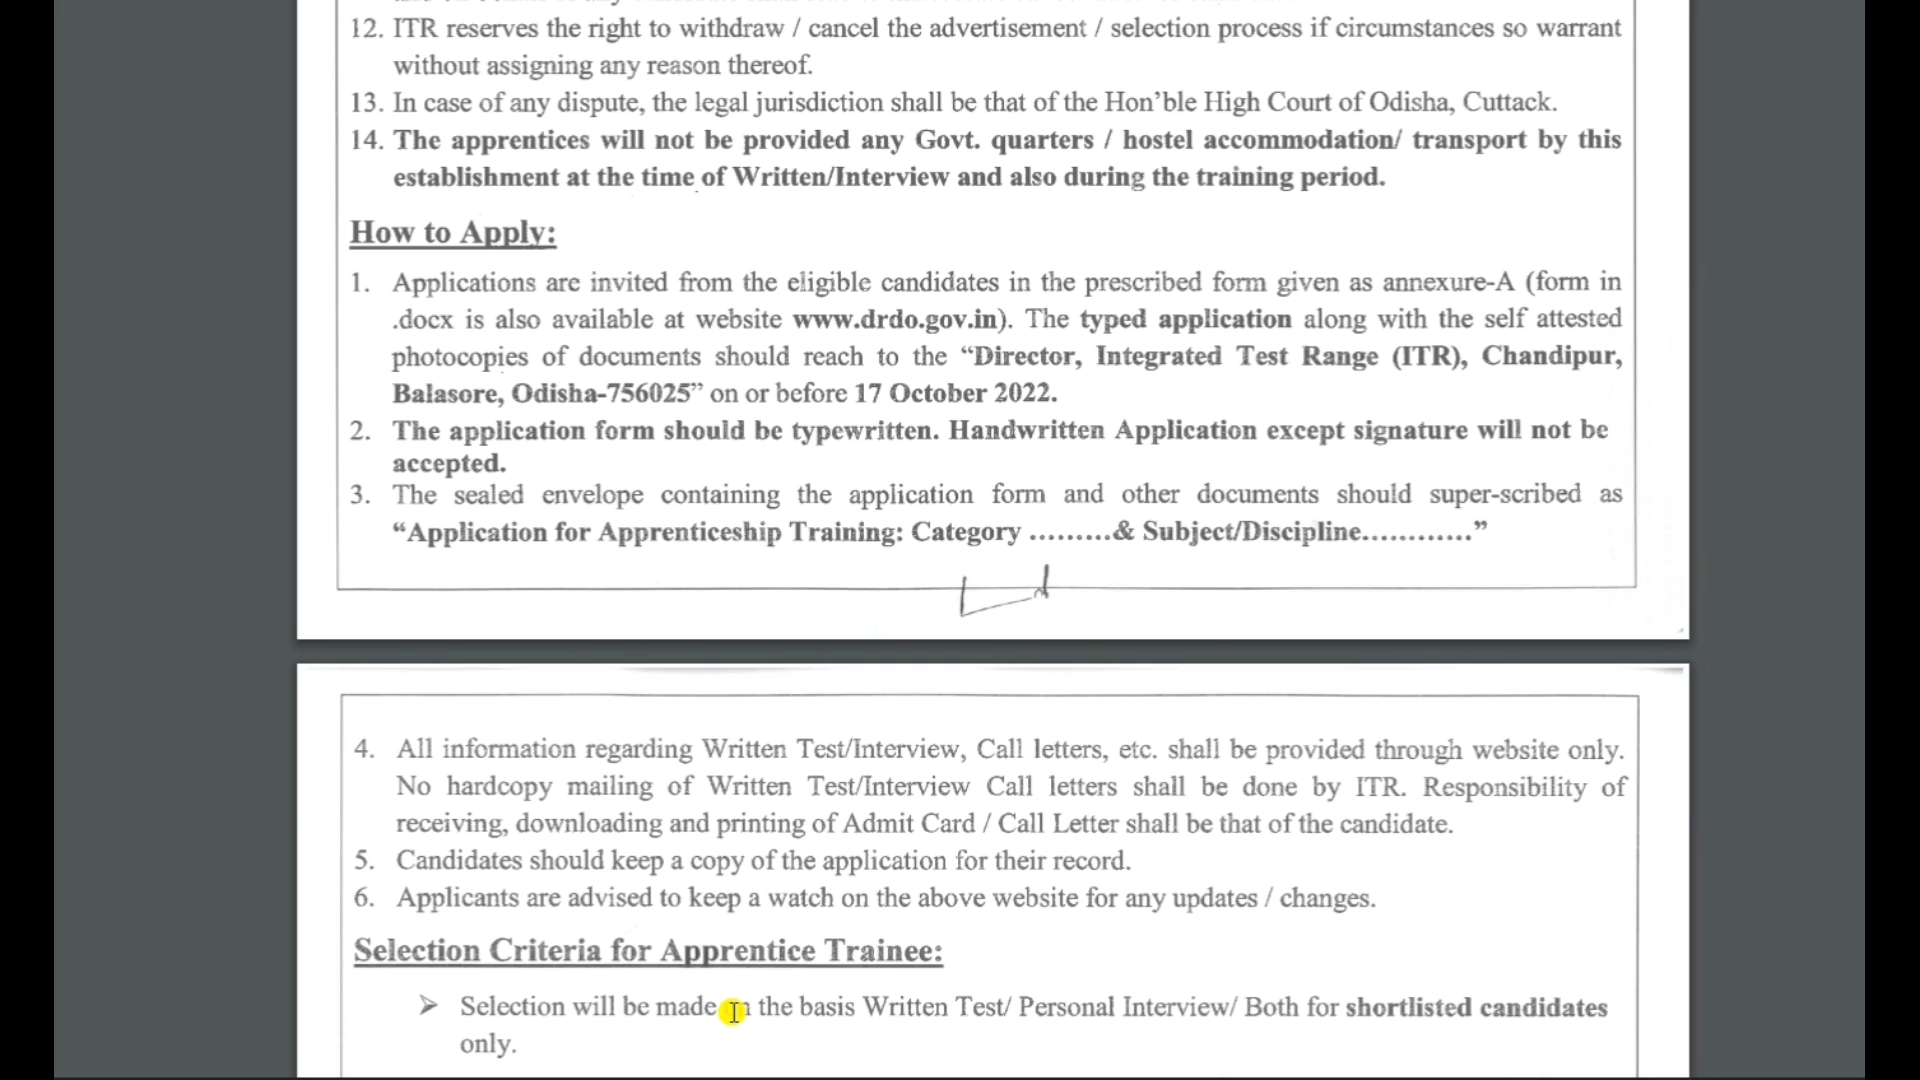 12. ITR reserves the right to withdraw / cancel the advertisement / selection process if circumstances so warrant
without assigning any reason thereof.
13. In case of any dispute, the legal jurisdiction shall be that of the Hon’ble High Court of Odisha, Cuttack.
14. The apprentices will not be provided any Govt. quarters / hostel accommodation/ transport by this
establishment at the time of Written/Interview and also during the training period.
How to Apply:
1. Applications are invited from the eligible candidates in the prescribed form given as annexure-A (form in
.docx is also available at website www.drdo.gov.in). The typed application along with the self attested
photocopies of documents should reach to the “Director, Integrated Test Range (ITR), Chandipur,
Balasore, Odisha-756025” on or before 17 October 2022.
2. The application form should be typewritten. Handwritten Application except signature will not be
accepted.
3. The sealed envelope containing the application form and other documents should super-scribed as
“Application for Apprenticeship Training: Category .........& Subject/Discipline............”
4. All information regarding Written Test/Interview, Call letters, etc. shall be provided through website only.
No hardcopy mailing of Written Test/Interview Call letters shall be done by ITR. Responsibility of
receiving, downloading and printing of Admit Card / Call Letter shall be that of the candidate.
5. Candidates should keep a copy of the application for their record.
6. Applicants are advised to keep a watch on the above website for any updates / changes.
Selection Criteria for Apprentice Trainee:
➢ Selection will be made the basis Written Test/ Personal Interview/ Both for shortlisted candidates
only.